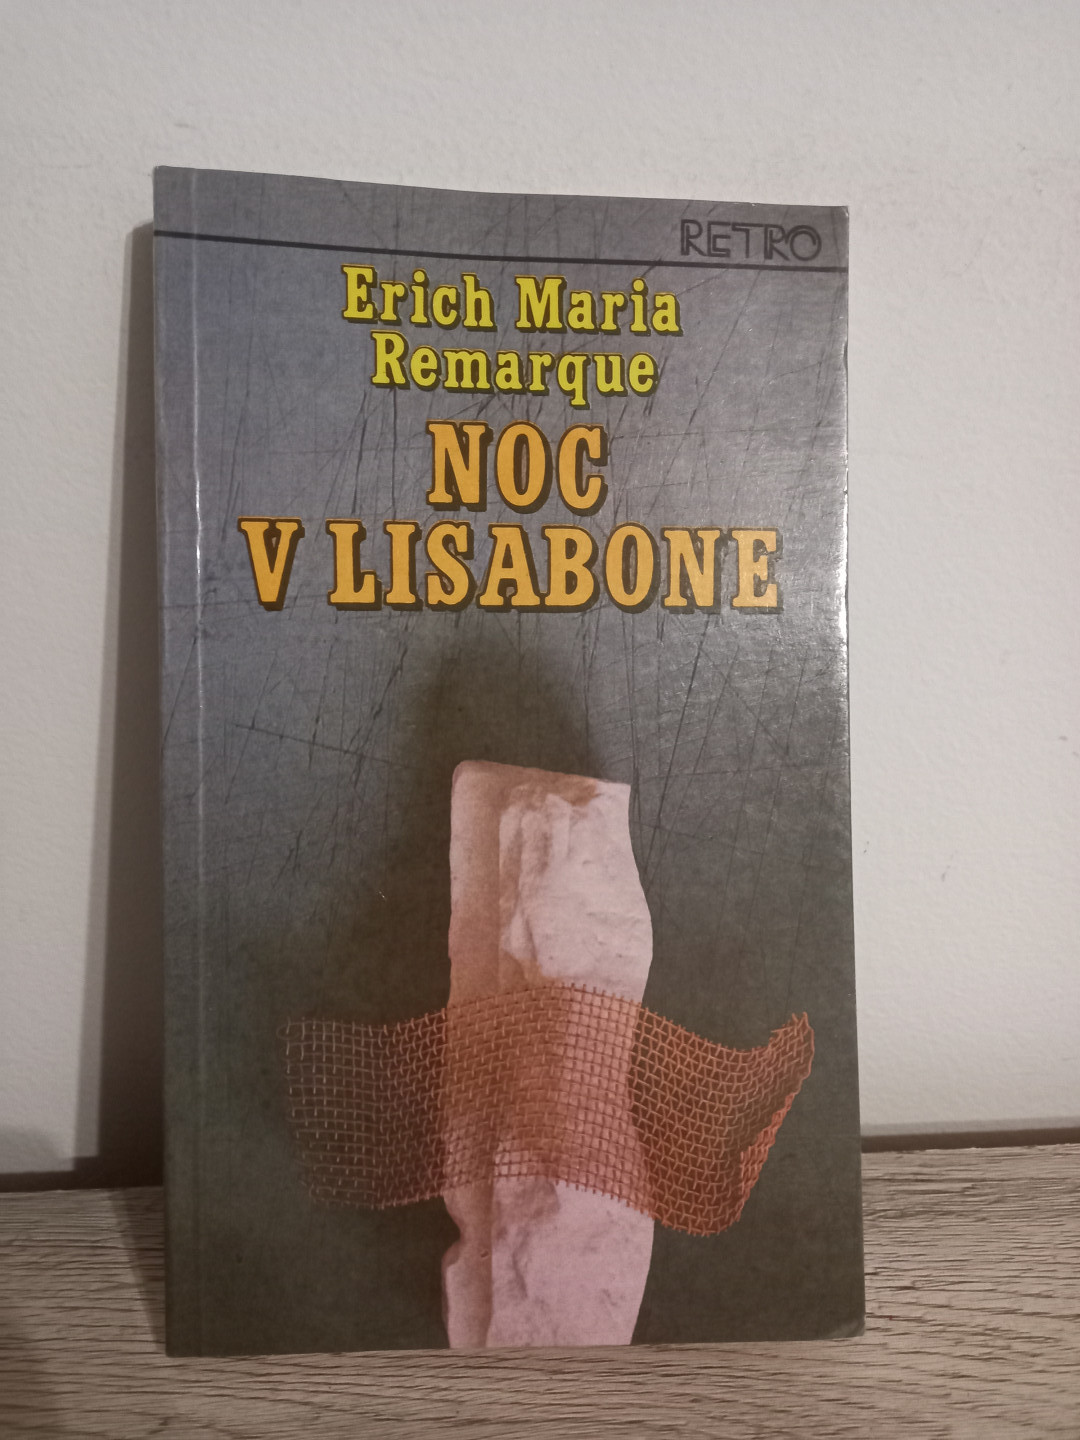 RETRO
Erich Maria
Remarque
NOC
V LISABONE